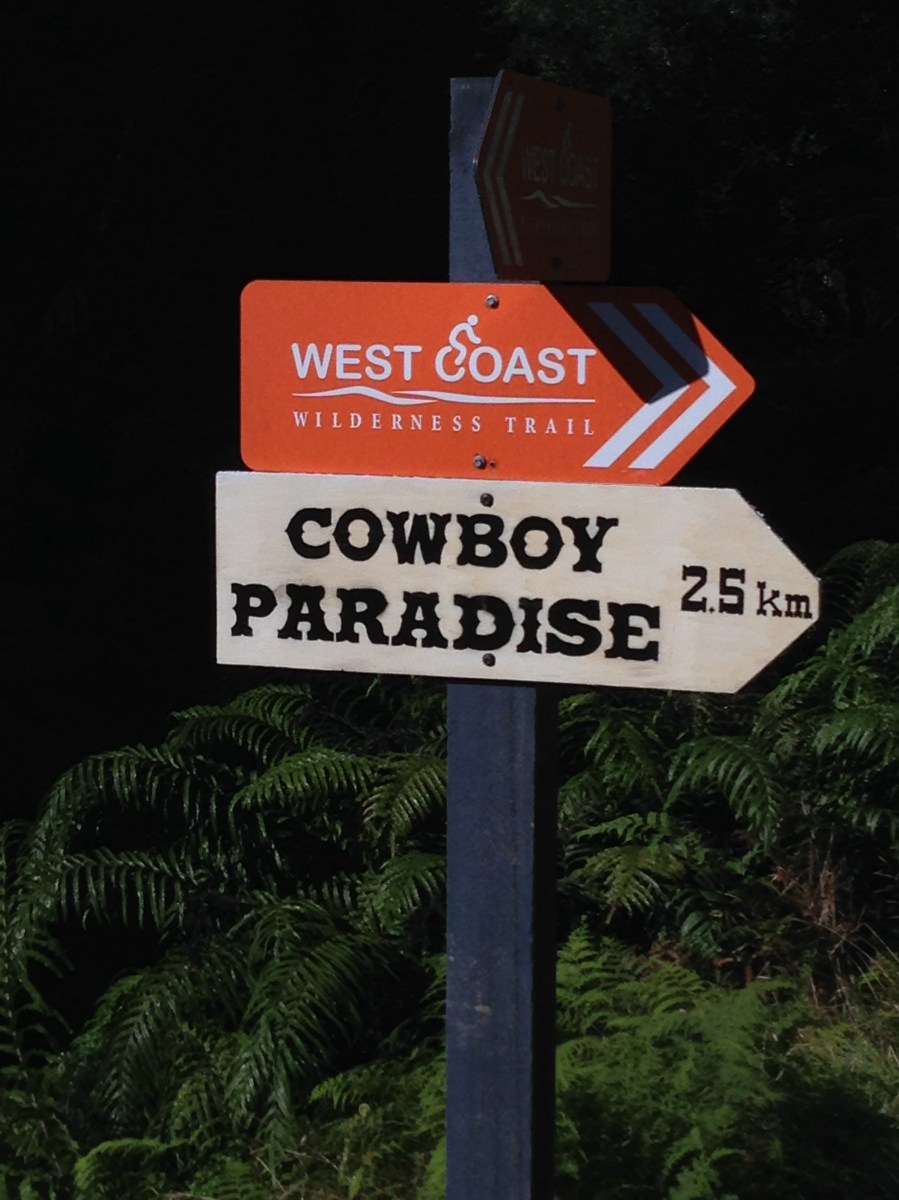 WEST COAST
WEST COAST
WILDERNESS TRAIL
COWBOY
PARADISE
2.5 km